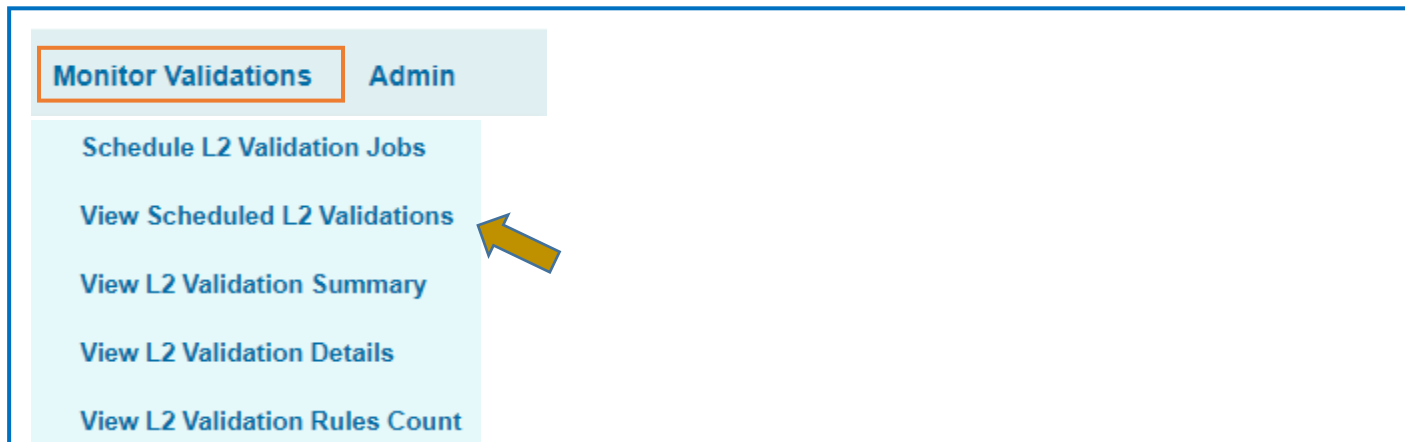 Monitor Validations Admin
Schedule L2 Validation Jobs
View Scheduled L2 Validations
View L2 Validation Summary
View L2 Validation Details
View L2 Validation Rules Count